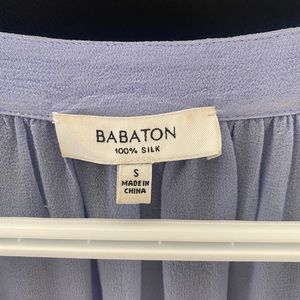 BABATON
100% SILK
S
MADE IN
CHINA